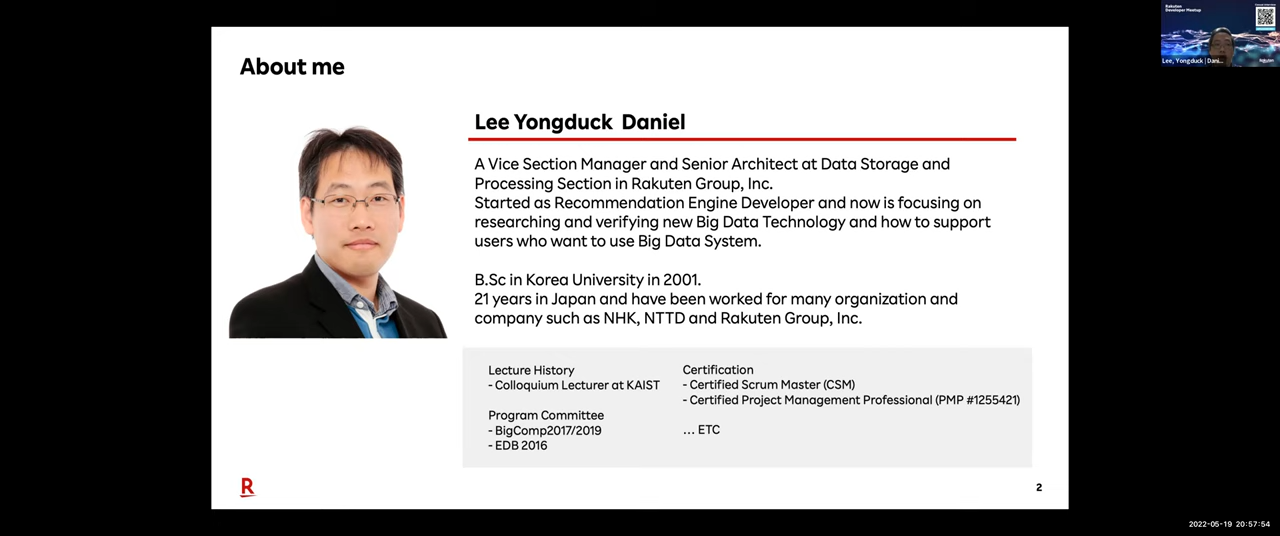 About me
Lee Yongduck  Daniel
A Vice Section Manager and Senior Architect at Data Storage and
Processing Section in Rakuten Group, Inc.
Started as Recommendation Engine Developer and now is focusing on
researching and verifying new Big Data Technology and how to support
users who want to use Big Data System.
B.Sc in Korea University in 2001.
21 years in Japan and have been worked for many organization and
company such as NHK, NTTD and Rakuten Group, Inc.
Lecture History
- Colloquium Lecturer at KAIST
Program Committee
- BigComp2017/2019
- EDB 2016
Certification
- Certified Scrum Master (CSM)
- Certified Project Management Professional (PMP #1255421)
... ETC
R
2
Rakuten
Developer Meetup
Lee, Yongduck | Dani...
Rakuten
2022-05-19 20:57:54